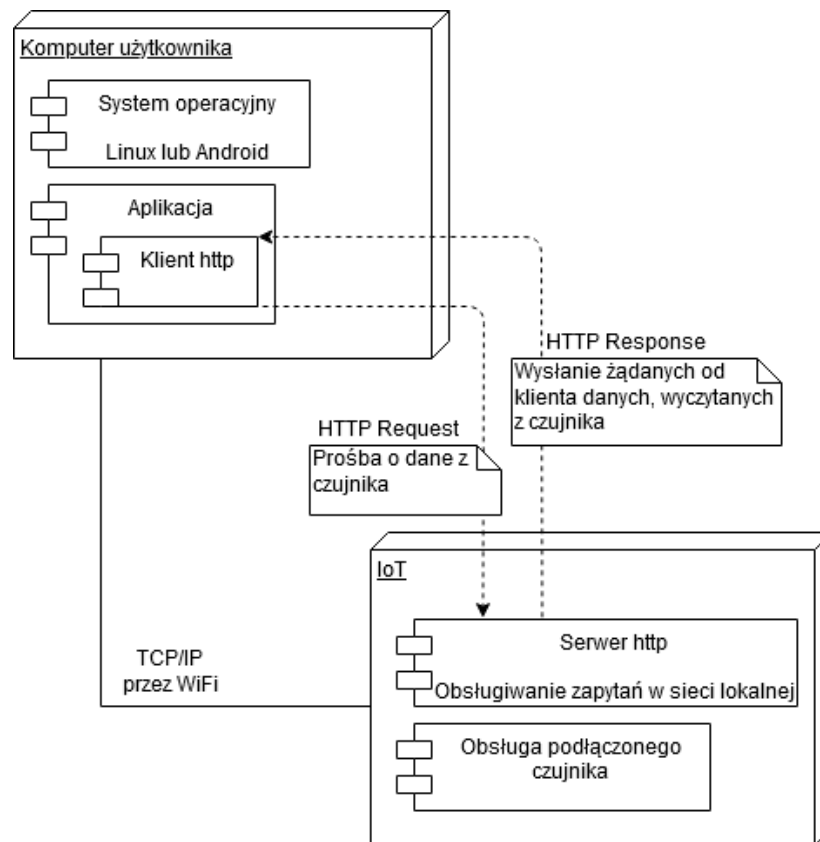 Komputer użytkownika
System operacyjny
Linux lub Android
Aplikacja
Klient http
HTTP Response
Wysłanie żądanych od
klienta danych, wyczytanych
z czujnika
HTTP Request
Prośba o dane z
czujnika
IoT
Serwer http
Obsługiwanie zapytań w sieci lokalnej
TCP/IP
przez WiFi
Obsługa podłączonego
czujnika